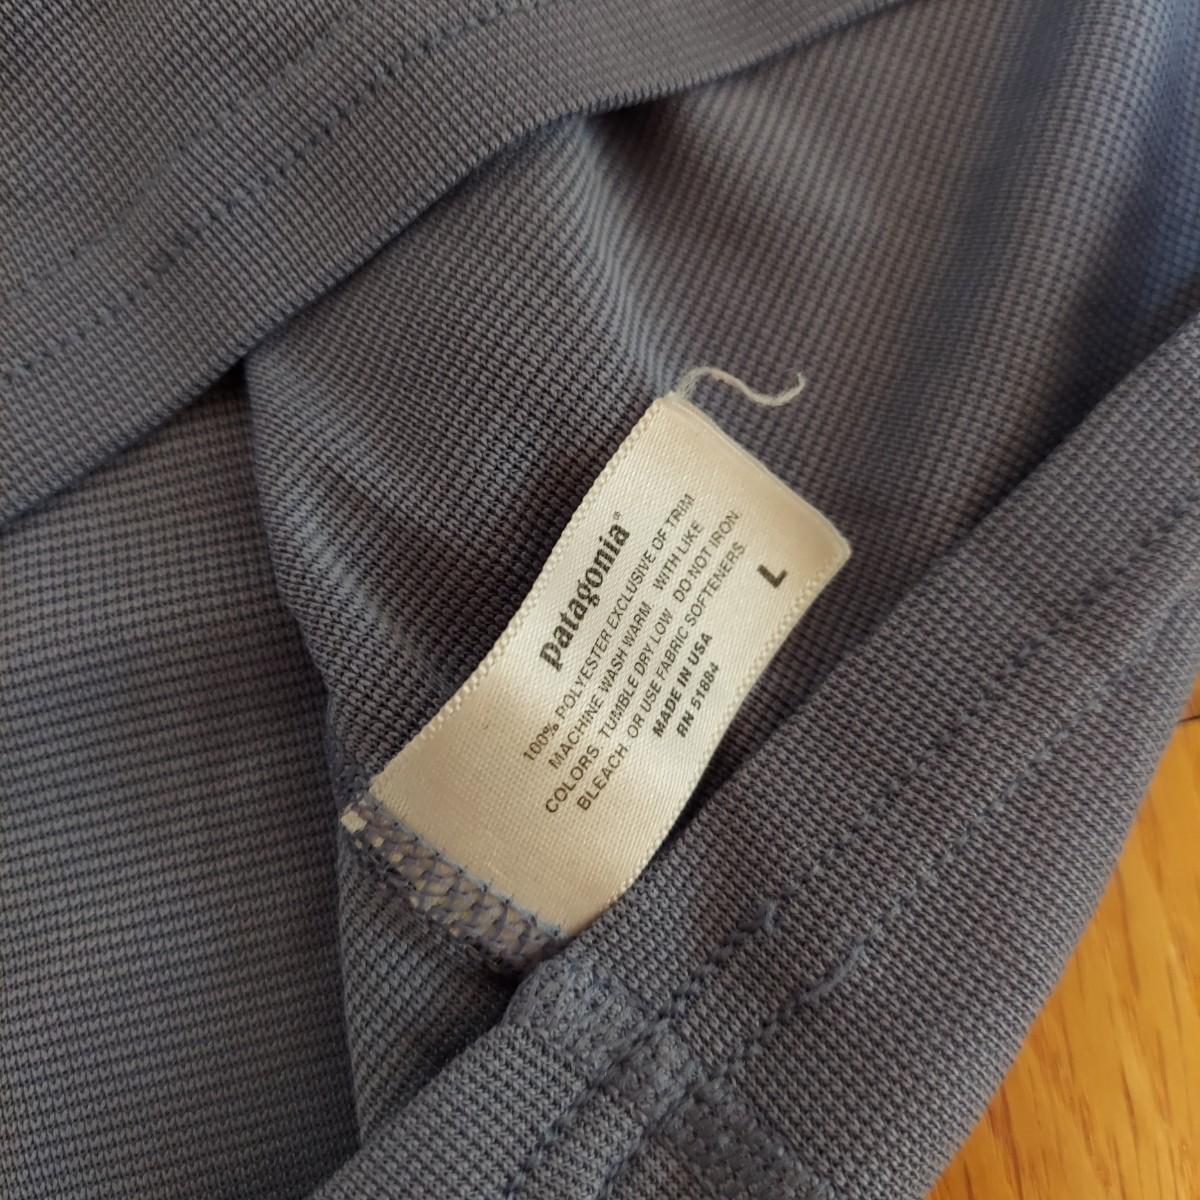 patagonia®
100% POLYESTER EXCLUSIVE OF TRIM
MACHINE WASH WARM. WITH LIKE
COLORS. TUMBLE DRY LOW. DO NOT IRON.
BLEACH. OR USE FABRIC SOFTENERS.
MADE IN USA
RN 51884
L